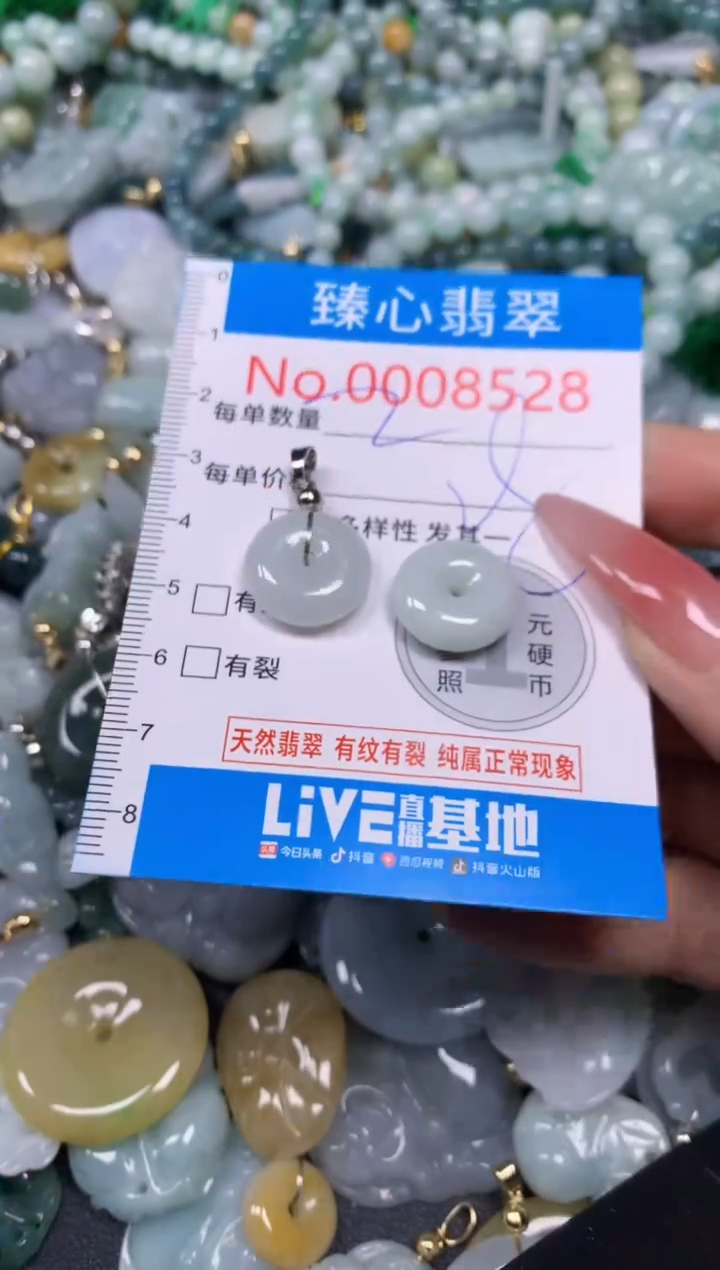 臻心翡翠
No.0008528
每单数量 2
每单价
多样性 发其一
有
元
硬
币
1
照
有裂
天然翡翠 有纹有裂 纯属正常现象
LiVE直播基地
今日头条 抖音 西瓜视频 抖音火山版
0
1
2
3
4
5
6
7
8